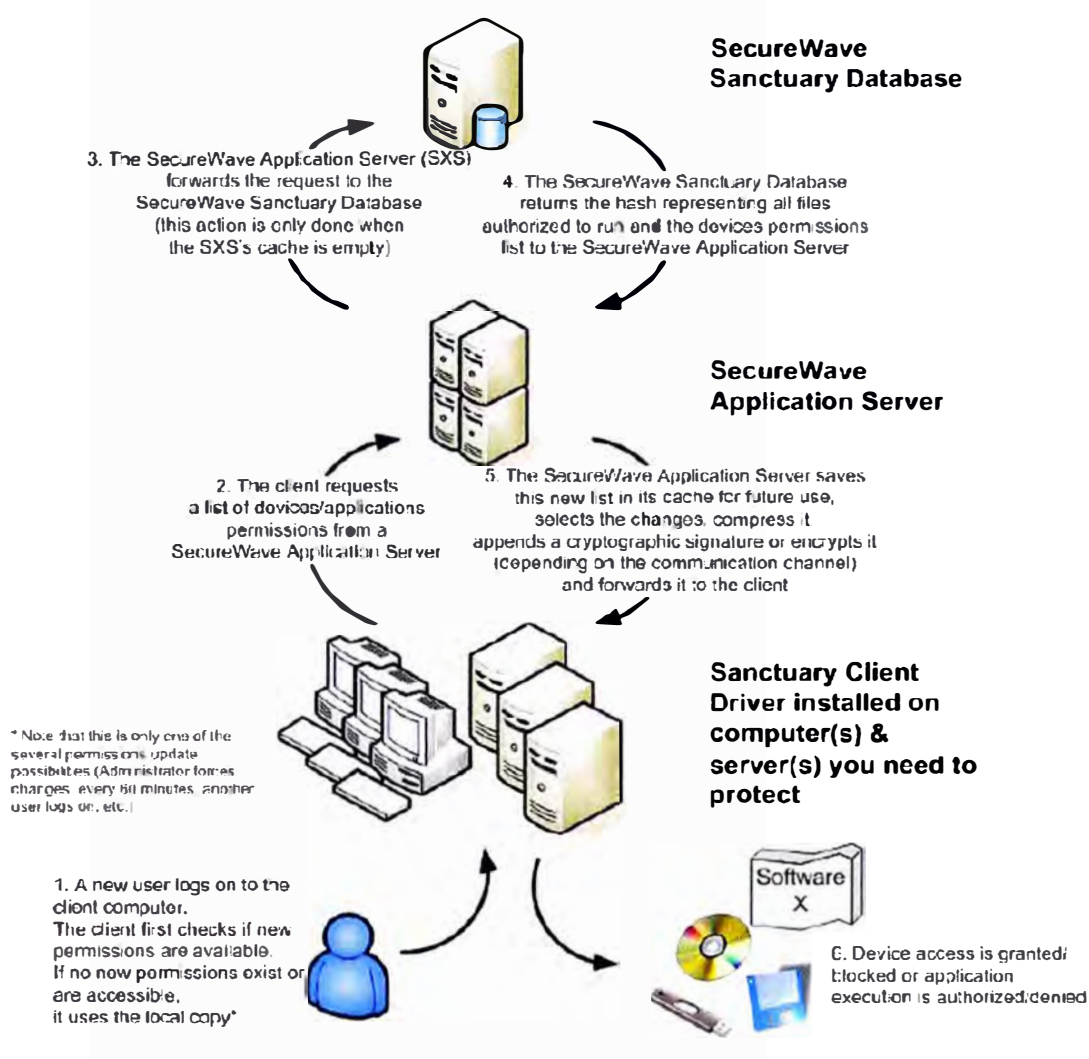 SecureWave
Sanctuary Database
3. The SecureWave Application Server (SXS)
forwards the request to the
SecureWave Sanctuary Database
(this action is only done when
the SXS's cache is empty)
4. The SecureWave Sanctuary Database
returns the hash representing all files
authorized to run and the devices permissions
list to the SecureWave Application Server
SecureWave
Application Server
2. The client requests
a list of devices/applications
permissions from a
SecureWave Application Server
5. The SecureWave Application Server saves
this new list in its cache for future use,
selects the changes, compress it
appends a cryptographic signature or encrypts it
(depending on the communication channel)
and forwards it to the client
Sanctuary Client
Driver installed on
computer(s) &
server(s) you need to
protect
* Note that this is only one of the
several permissions update
possibilities (Administrator forces
changes, every 60 minutes, another
user logs on, etc.)
1. A new user logs on to the
client computer.
The client first checks if new
permissions are available.
If no new permissions exist or
are accessible,
it uses the local copy*
Software
X
6. Device access is granted/
blocked or application
execution is authorized/denied